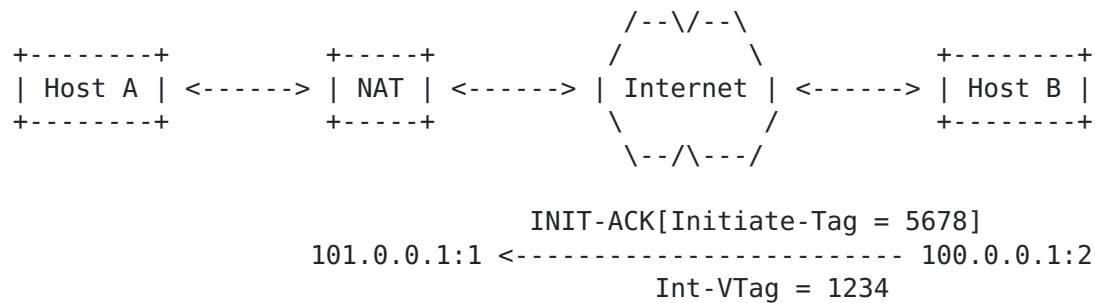 /--\/--\
+--------+ +-----+ / \ +--------+
| Host A | <------> | NAT | <------> | Internet | <------> | Host B |
+--------+ +-----+ \ / +--------+
\--/\---/
INIT-ACK[Initiate-Tag = 5678]
101.0.0.1:1 <------------------------- 100.0.0.1:2
Int-VTag = 1234